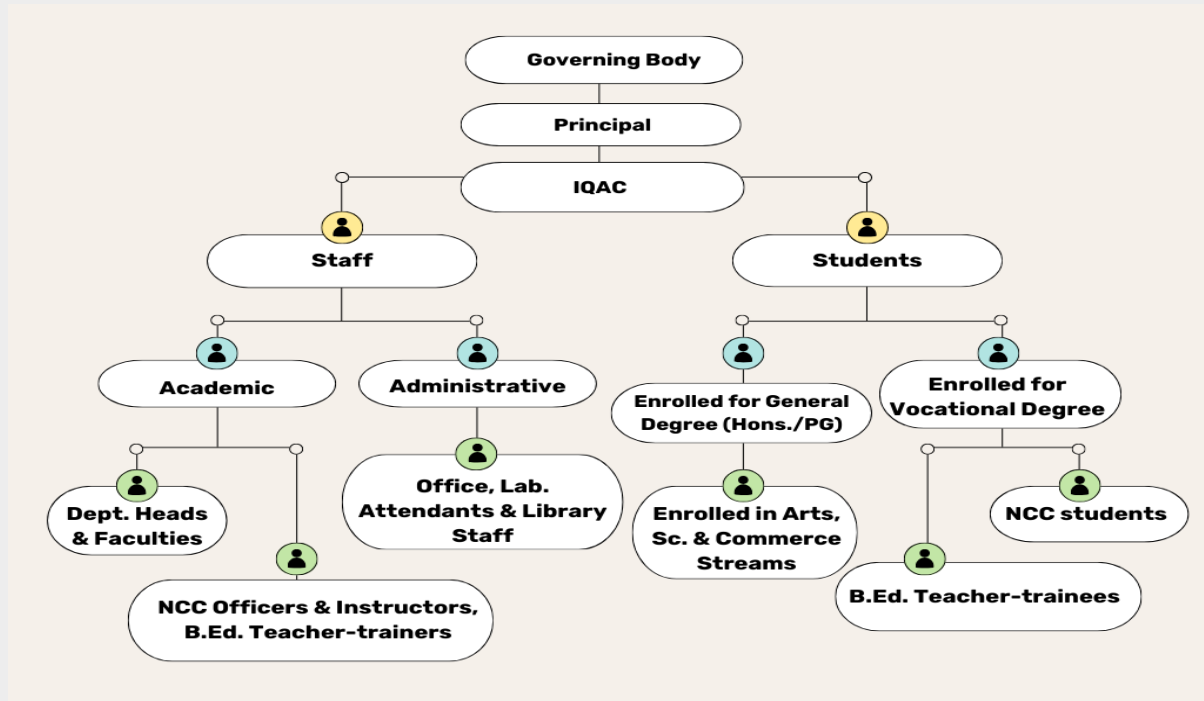 Governing Body
Principal
IQAC
Staff
Students
Academic
Administrative
Enrolled for General
Degree (Hons./PG)
Enrolled for
Vocational Degree
Dept. Heads
& Faculties
Office, Lab.
Attendants & Library
Staff
Enrolled in Arts,
Sc. & Commerce
Streams
NCC students
NCC Officers & Instructors,
B.Ed. Teacher-trainers
B.Ed. Teacher-trainees